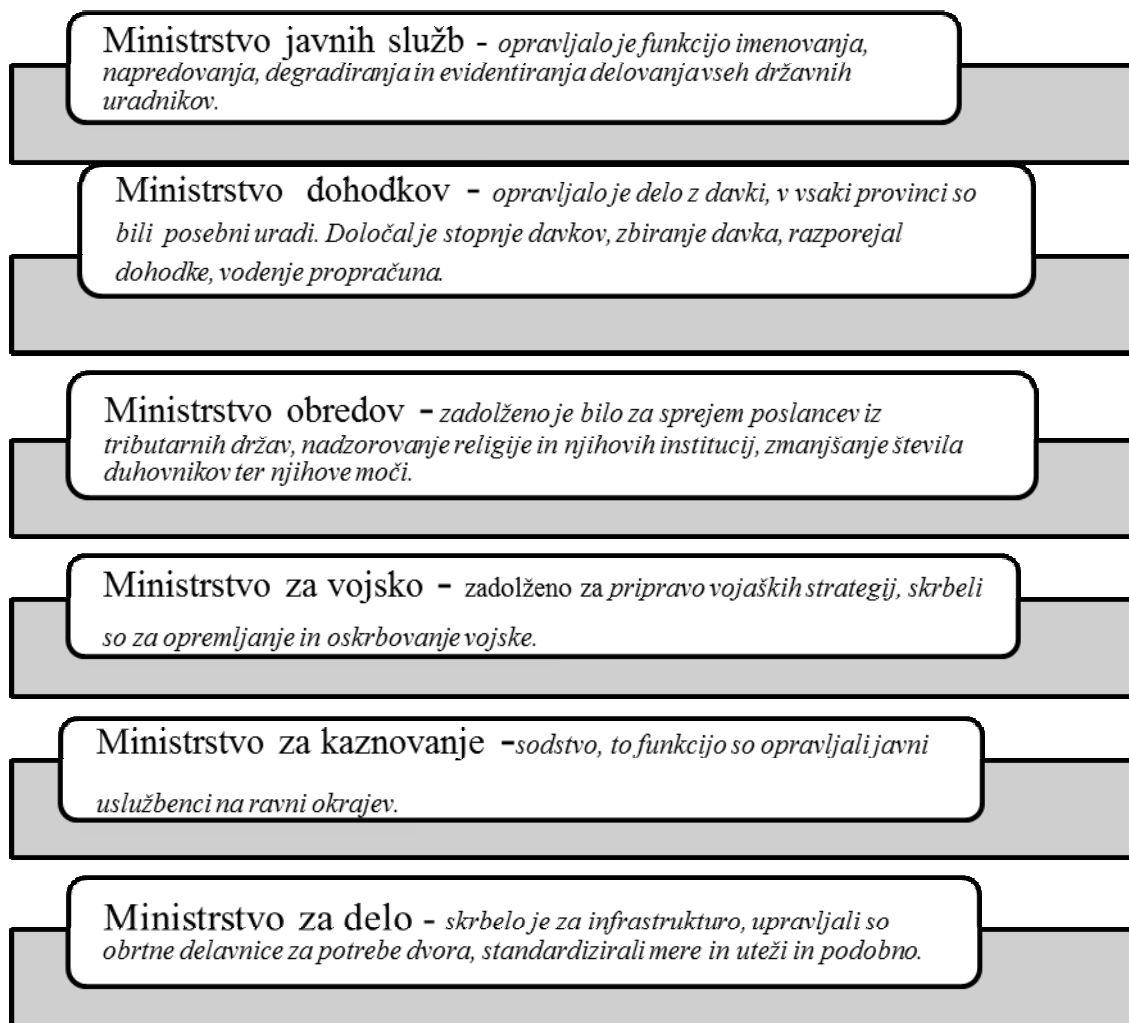 Ministrstvo javnih služb - opravljalo je funkcijo imenovanja,
napredovanja, degradiranja in evidentiranja delovanja vseh državnih
uradnikov.
Ministrstvo dohodkov - opravljalo je delo z davki, v vsaki provinci so
bili posebni uradi. Določal je stopnje davkov, zbiranje davka, razporejal
dohodke, vodenje propračuna.
Ministrstvo obredov - zadolženo je bilo za sprejem poslancev iz
tributarnih držav, nadzorovanje religije in njihovih institucij, zmanjšanje števila
duhovnikov ter njihove moči.
Ministrstvo za vojsko - zadolženo za pripravo vojaških strategij, skrbeli
so za opremljanje in oskrbovanje vojske.
Ministrstvo za kaznovanje -sodstvo, to funkcijo so opravljali javni
uslužbenci na ravni okrajev.
Ministrstvo za delo - skrbelo je za infrastrukturo, upravljali so
obrtne delavnice za potrebe dvora, standardizirali mere in uteži in podobno.